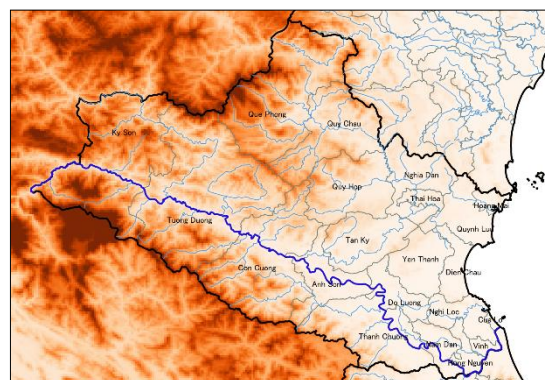 Que Phong
Quy Chau
Ky Son
Nghia Dan
Quy Hop
Thai Hoa
Hoang Mai
Tuong Duong
Quynh Luu
Tan Ky
Yen Thanh
Con Cuong
Dien Chau
Anh Son
Do Luong
Nghi Loc
Cua Lo
Thanh Chuong
Nam Dan
Vinh
Hung Nguyen